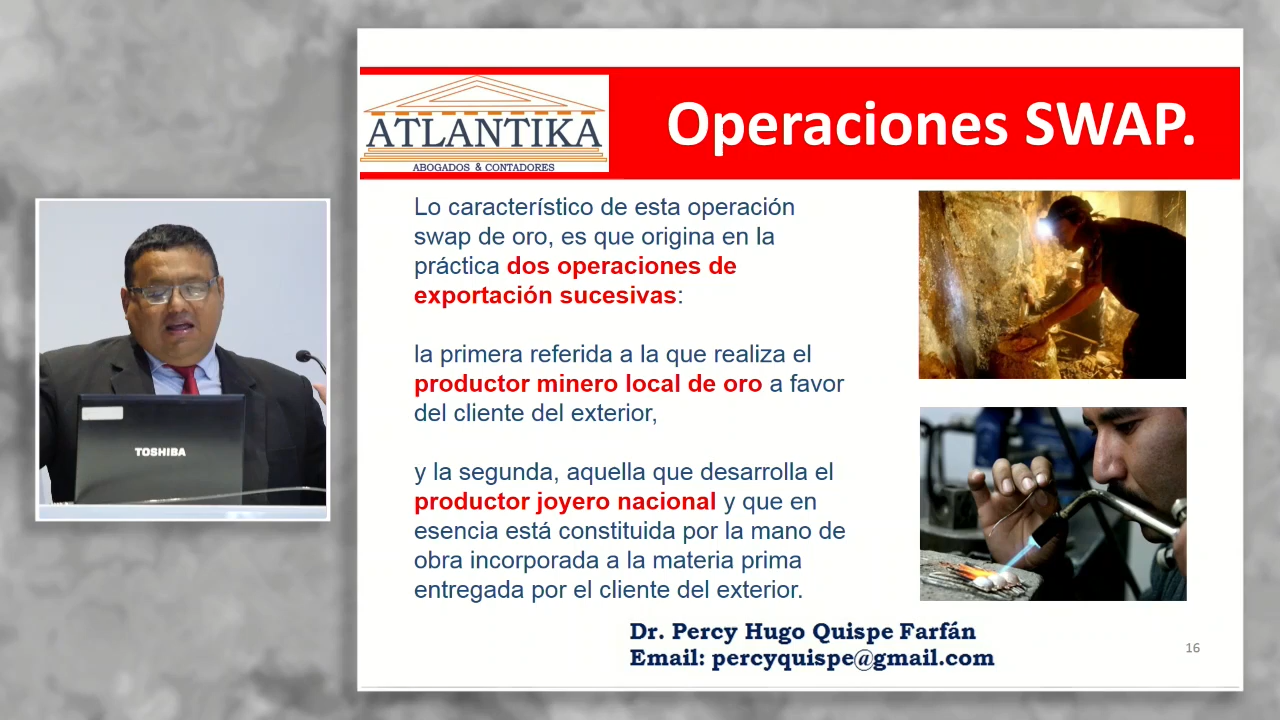 ATLANTIKA
ABOGADOS & CONTADORES
Operaciones SWAP.
Lo característico de esta operación
swap de oro, es que origina en la
práctica dos operaciones de
exportación sucesivas:
la primera referida a la que realiza el
productor minero local de oro a favor
del cliente del exterior,
y la segunda, aquella que desarrolla el
productor joyero nacional y que en
esencia está constituida por la mano de
obra incorporada a la materia prima
entregada por el cliente del exterior.
Dr. Percy Hugo Quispe Farfán
Email: percyquispe@gmail.com
16
TOSHIBA